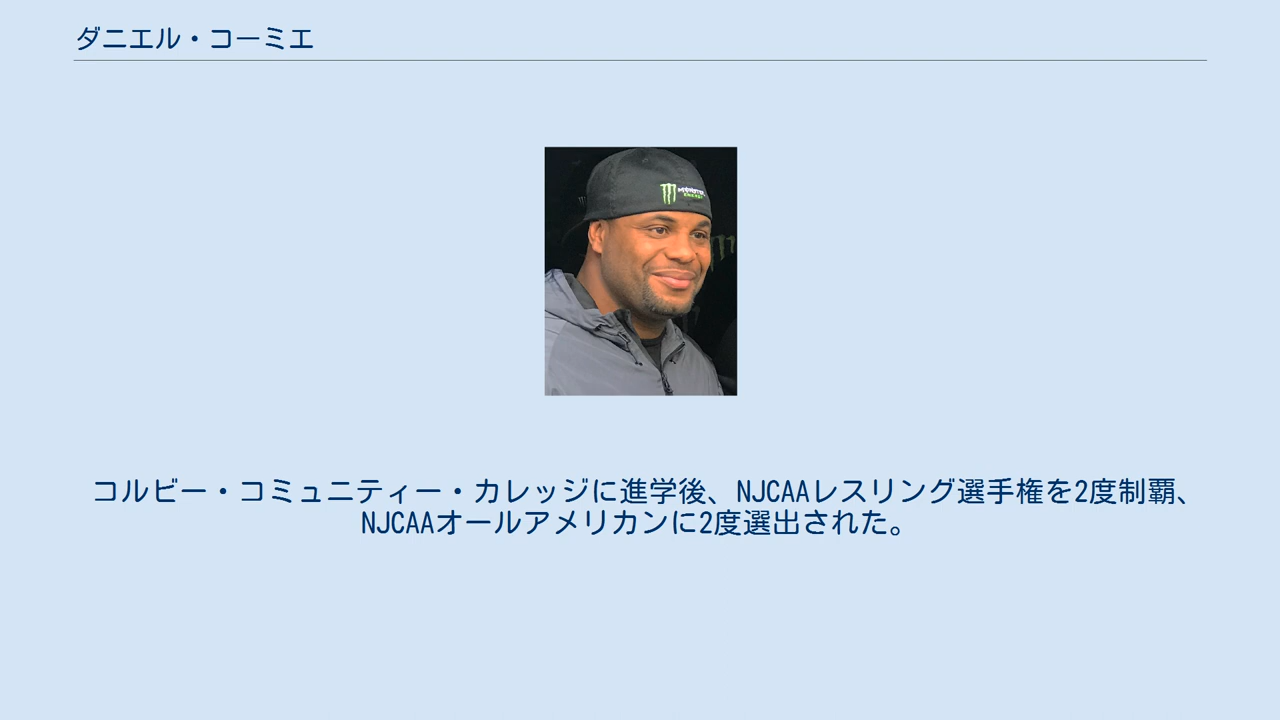 ダニエル・コーミエ
MONSTER
ENERGY
コルビー・コミュニティー・カレッジに進学後、NJCAAレスリング選手権を2度制覇、
NJCAAオールアメリカンに2度選出された。